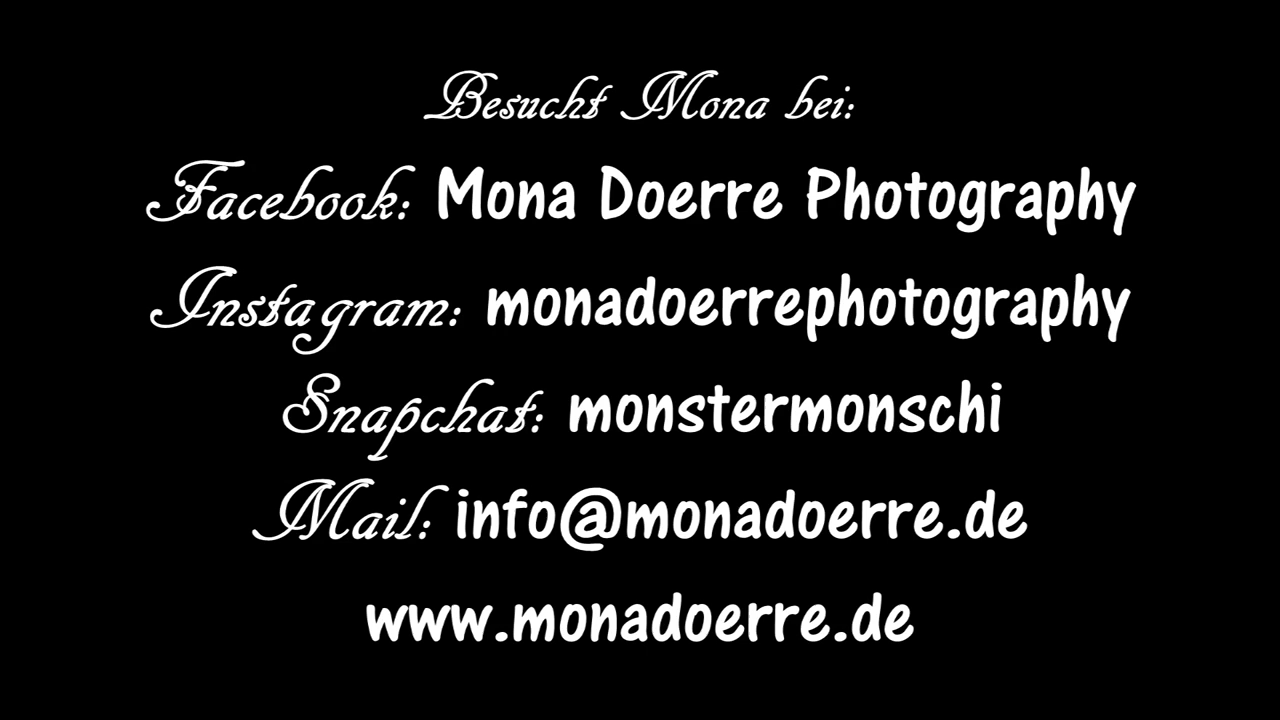 Besucht Mona bei:
Facebook: Mona Doerre Photography
Instagram: monadoerrephotography
Snapchat: monstermonschi
Mail: info@monadoerre.de
www.monadoerre.de